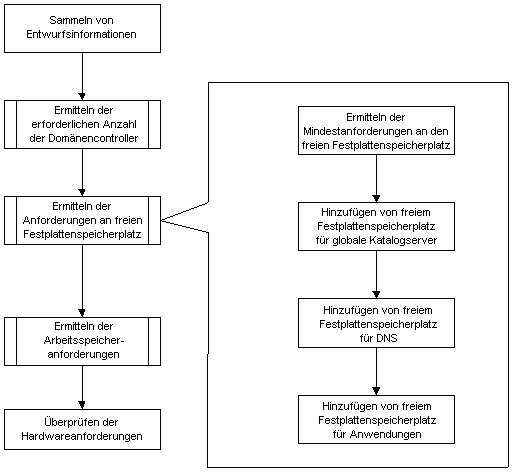 Sammeln von
Entwurfsinformationen
Ermitteln der
erforderlichen Anzahl
der Domänencontroller
Ermitteln der
Anforderungen an freien
Festplattenspeicherplatz
Ermitteln der
Arbeitsspeicher-
anforderungen
Überprüfen der
Hardwareanforderungen
Ermitteln der
Mindestanforderungen an den
freien Festplattenspeicherplatz
Hinzufügen von freiem
Festplattenspeicherplatz
für globale Katalogserver
Hinzufügen von freiem
Festplattenspeicherplatz
für DNS
Hinzufügen von freiem
Festplattenspeicherplatz
für Anwendungen